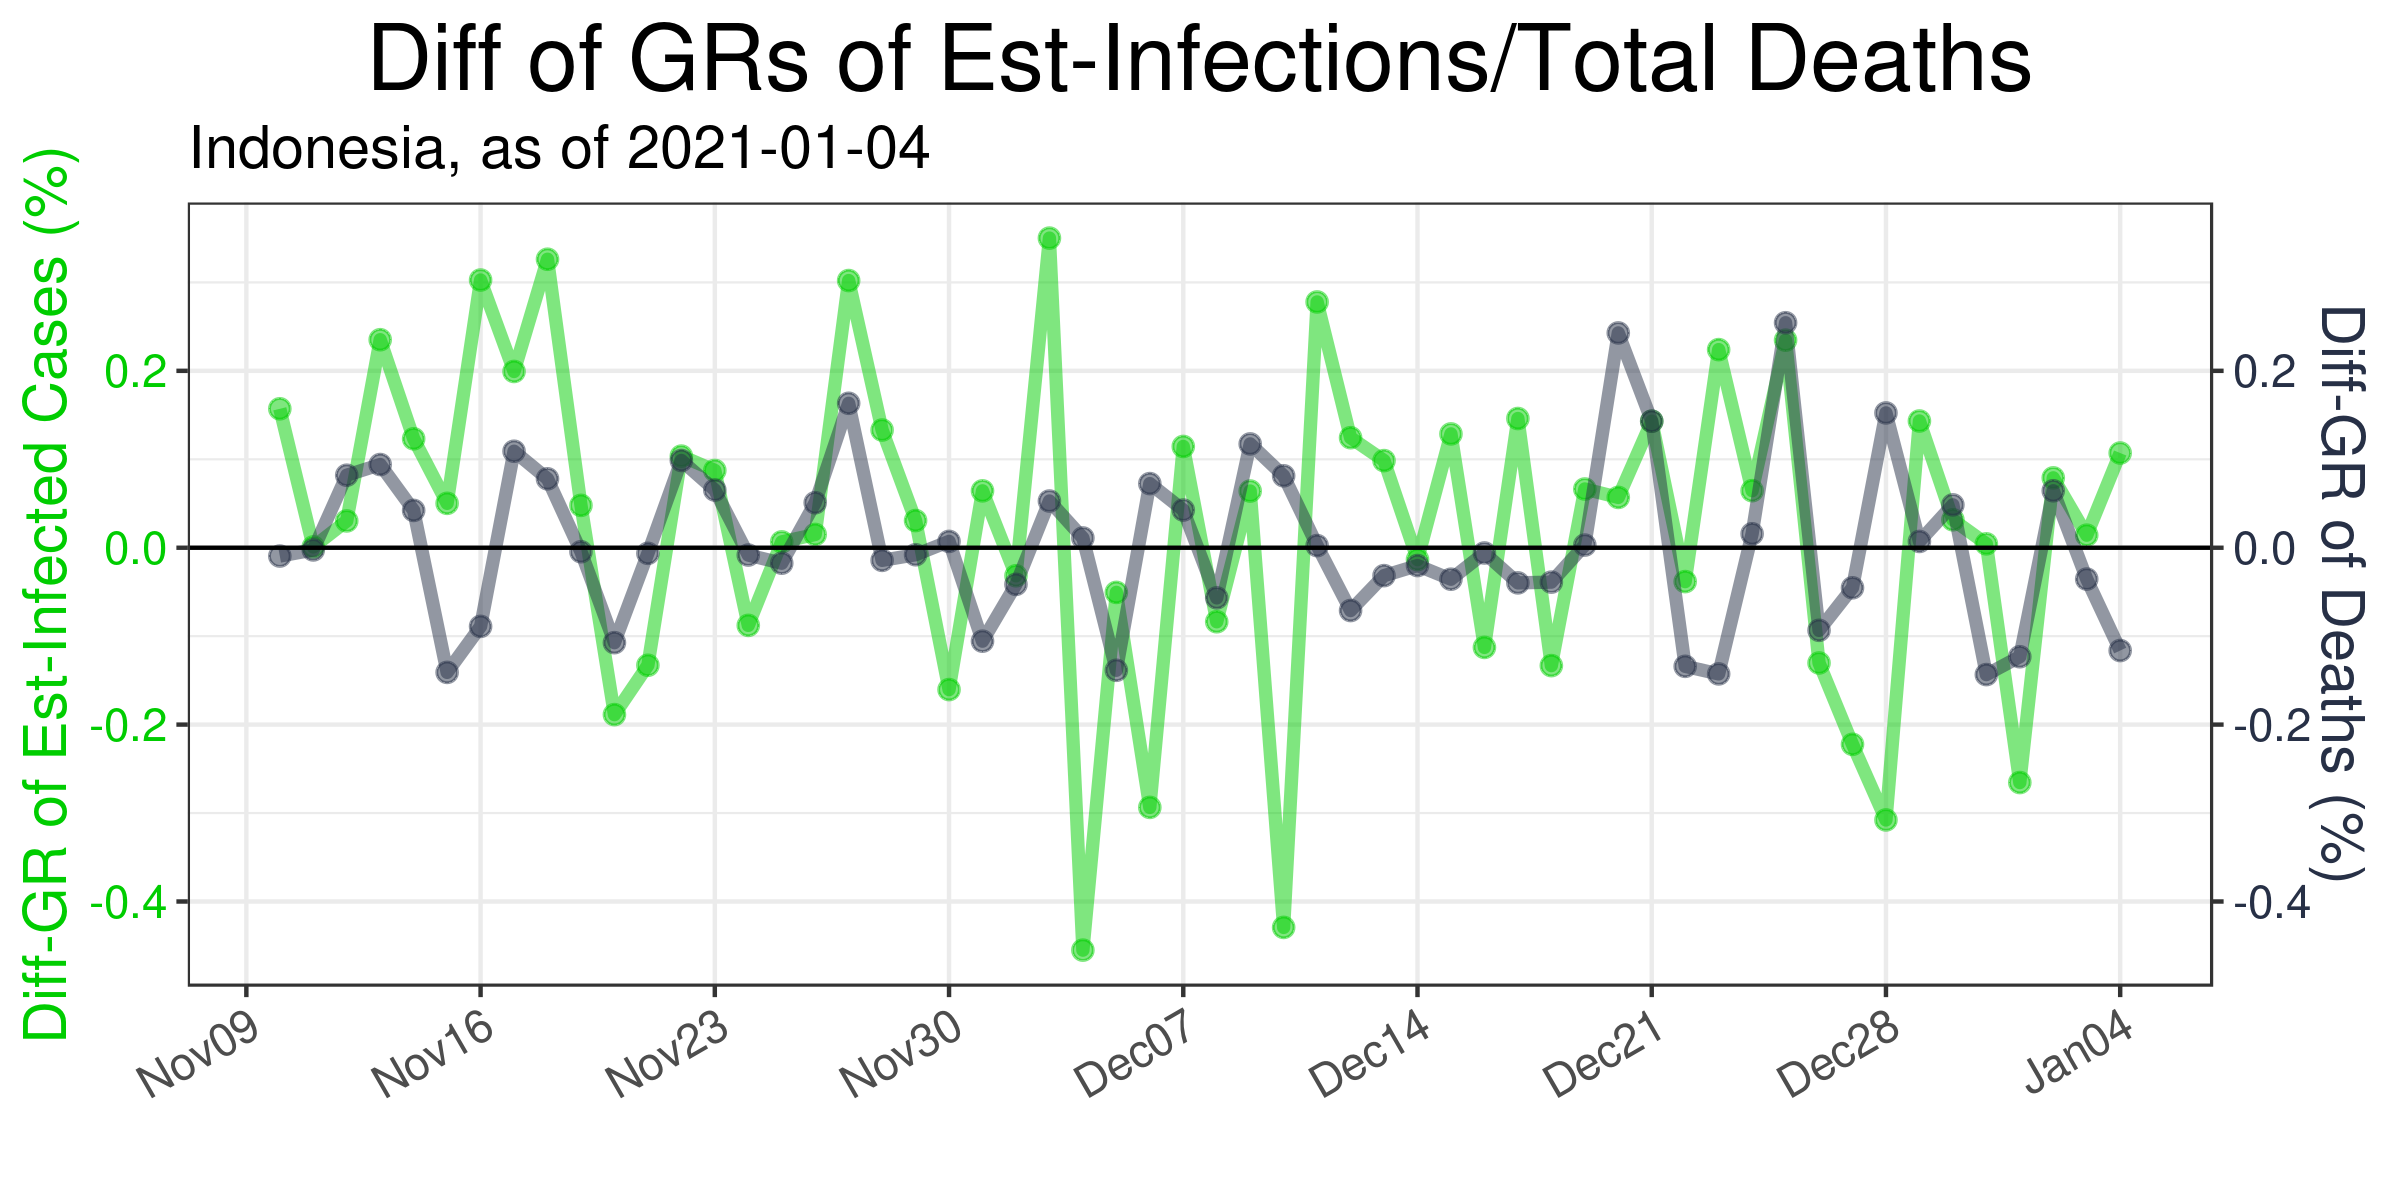 Diff of GRs of Est-Infections/Total Deaths
Indonesia, as of 2021-01-04
Diff-GR of Est-Infected Cases (%)
0.2
0.0
-0.2
-0.4
0.2
0.0
-0.2
-0.4
Diff-GR of Deaths (%)
Nov09
Nov16
Nov23
Nov30
Dec07
Dec14
Dec21
Dec28
Jan04